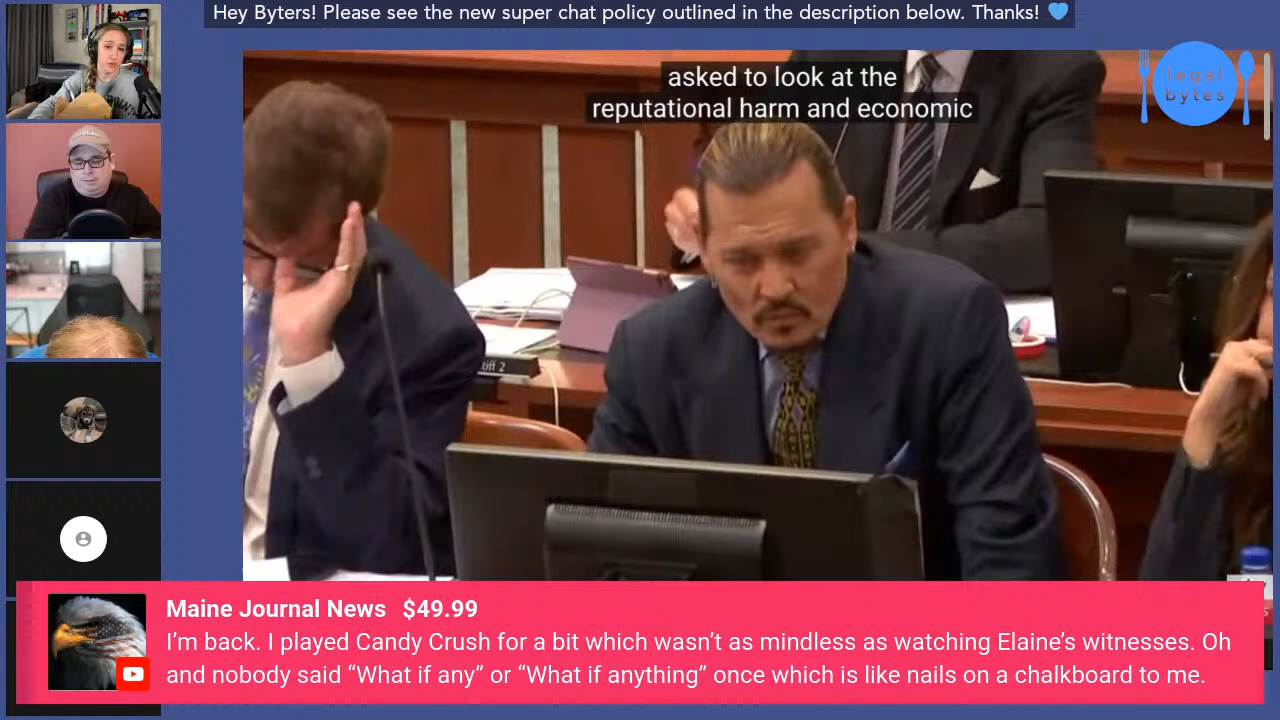 Hey Byters! Please see the new super chat policy outlined in the description below. Thanks! 💙
asked to look at the
reputational harm and economic
legal
bytes
tiff 2
Maine Journal News $49.99
I’m back. I played Candy Crush for a bit which wasn’t as mindless as watching Elaine’s witnesses. Oh
and nobody said “What if any” or “What if anything” once which is like nails on a chalkboard to me.